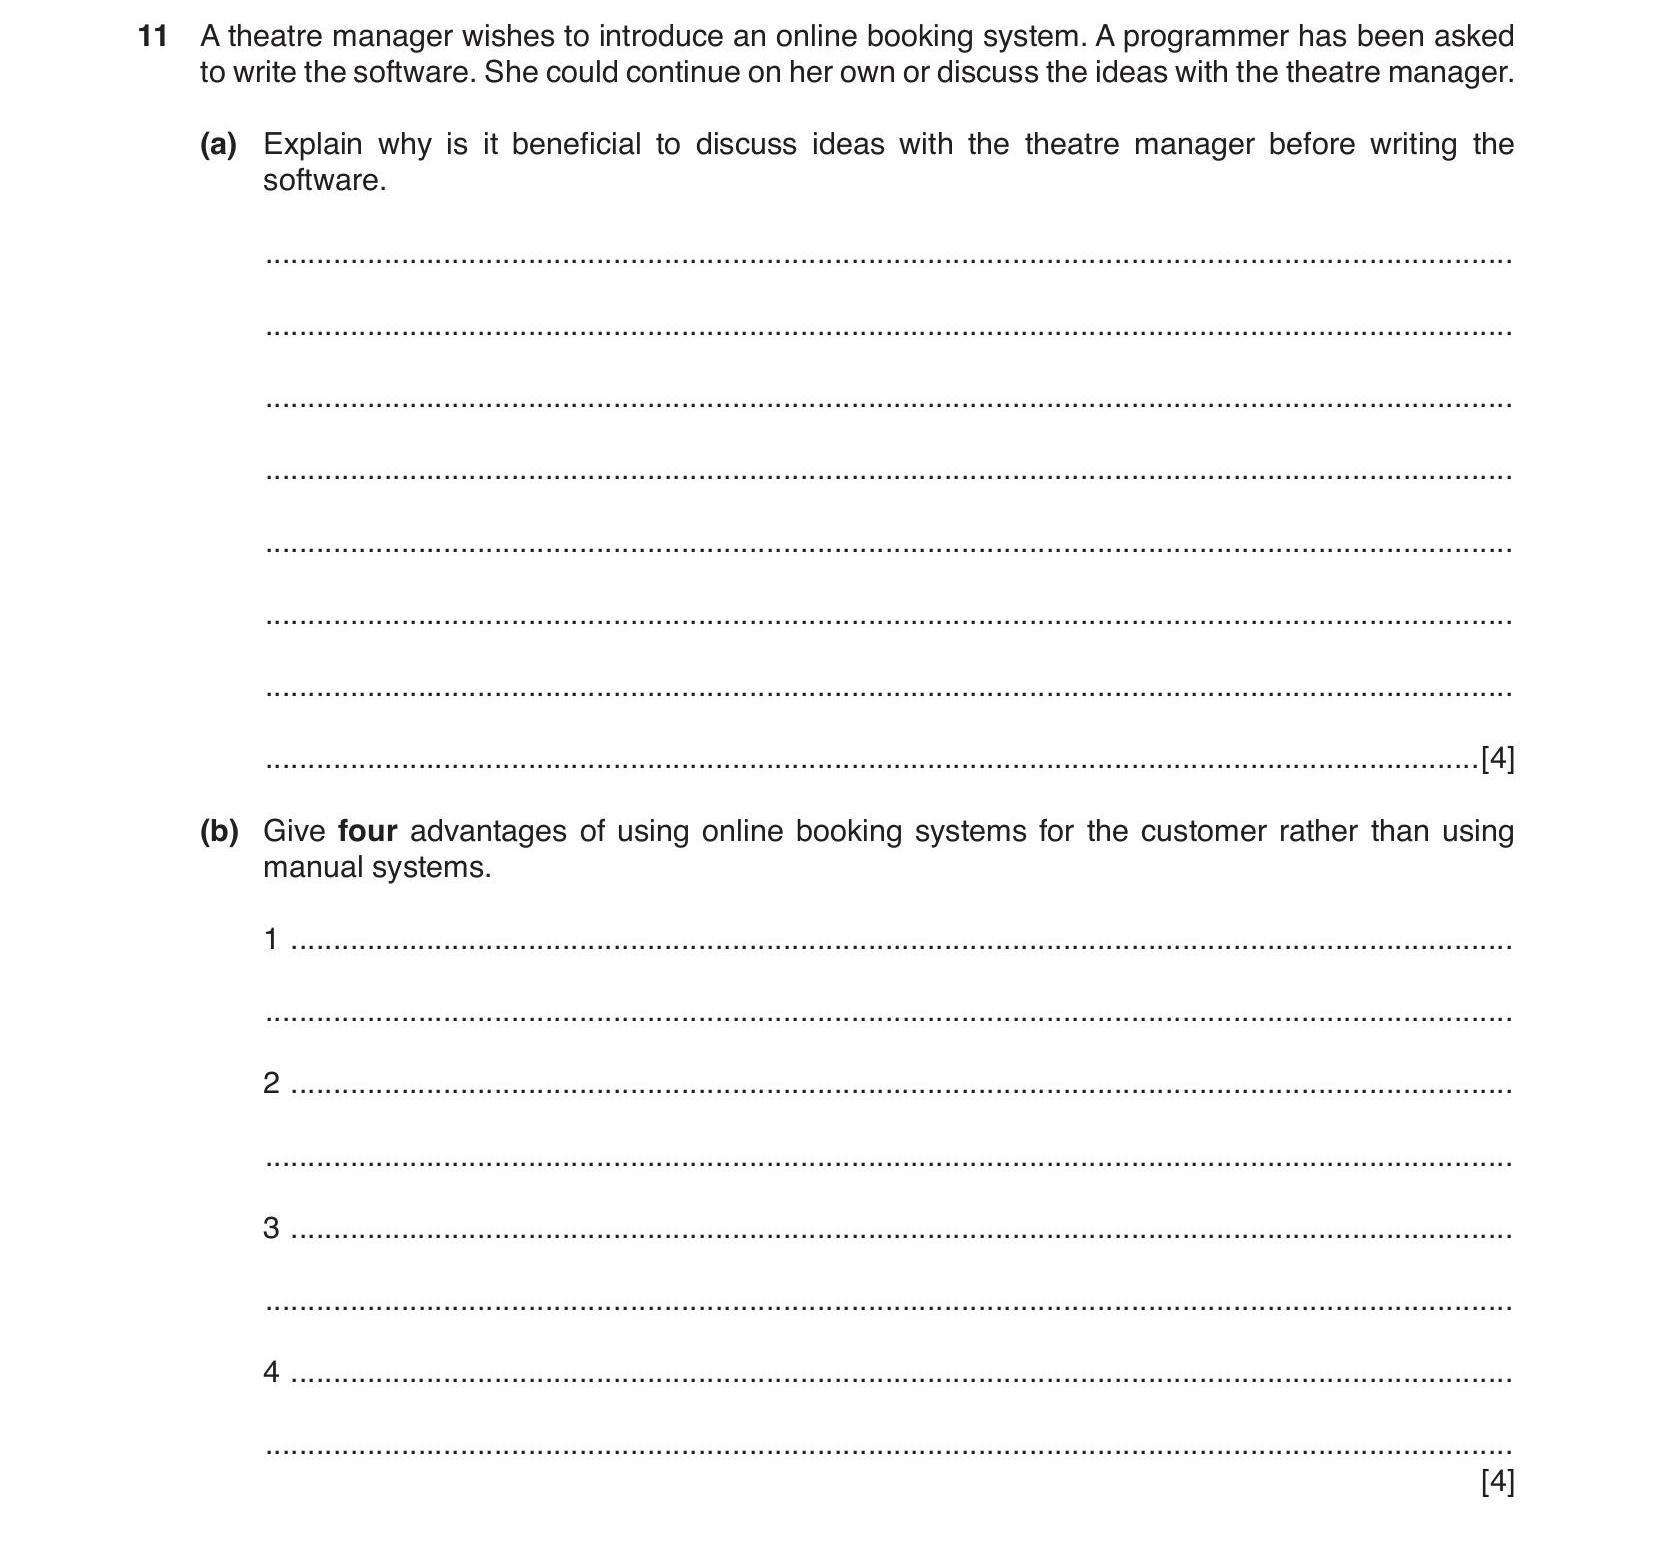 11 A theatre manager wishes to introduce an online booking system. A programmer has been asked
to write the software. She could continue on her own or discuss the ideas with the theatre manager.
(a) Explain why is it beneficial to discuss ideas with the theatre manager before writing the
software.
[4]
(b) Give four advantages of using online booking systems for the customer rather than using
manual systems.
1
2
3
4
[4]